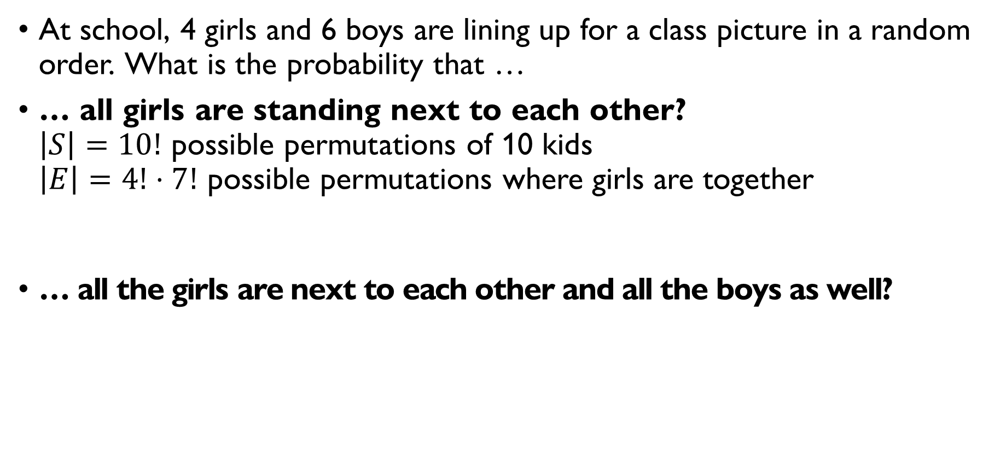 • At school, 4 girls and 6 boys are lining up for a class picture in a random
order. What is the probability that …
• … all girls are standing next to each other?
|S| = 10! possible permutations of 10 kids
|E| = 4! · 7! possible permutations where girls are together
• … all the girls are next to each other and all the boys as well?